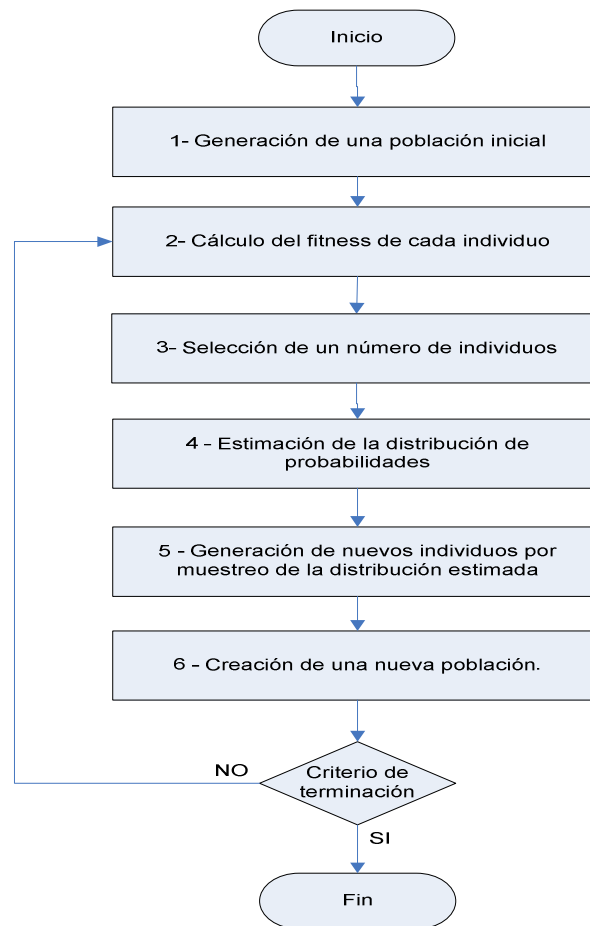 Inicio
1- Generación de una población inicial
2- Cálculo del fitness de cada individuo
3- Selección de un número de individuos
4 - Estimación de la distribución de
probabilidades
5 - Generación de nuevos individuos por
muestreo de la distribución estimada
6 - Creación de una nueva población.
NO
Criterio de
terminación
SI
Fin